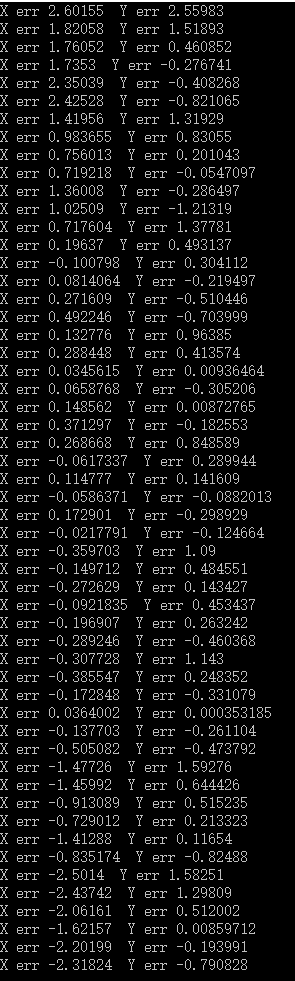 X err 2.60155  Y err 2.55983
X err 1.82058  Y err 1.51893
X err 1.76052  Y err 0.460852
X err 1.7353  Y err -0.276741
X err 2.35039  Y err -0.408268
X err 2.42528  Y err -0.821065
X err 1.41956  Y err 1.31929
X err 0.983655  Y err 0.83055
X err 0.756013  Y err 0.201043
X err 0.719218  Y err -0.0547097
X err 1.36008  Y err -0.286497
X err 1.02509  Y err -1.21319
X err 0.717604  Y err 1.37781
X err 0.19637  Y err 0.493137
X err -0.100798  Y err 0.304112
X err 0.0814064  Y err -0.219497
X err 0.271609  Y err -0.510446
X err 0.492246  Y err -0.703999
X err 0.132776  Y err 0.96385
X err 0.288448  Y err 0.413574
X err 0.0345615  Y err 0.00936464
X err 0.0658768  Y err -0.305206
X err 0.148562  Y err 0.00872765
X err 0.371297  Y err -0.182553
X err 0.268668  Y err 0.848589
X err -0.0617337  Y err 0.289944
X err 0.114777  Y err 0.141609
X err -0.0586371  Y err -0.0882013
X err 0.172901  Y err -0.298929
X err -0.0217791  Y err -0.124664
X err -0.359703  Y err 1.09
X err -0.149712  Y err 0.484551
X err -0.272629  Y err 0.143427
X err -0.0921835  Y err 0.453437
X err -0.196907  Y err 0.263242
X err -0.289246  Y err -0.460368
X err -0.307728  Y err 1.143
X err -0.385547  Y err 0.248352
X err -0.172848  Y err -0.331079
X err 0.0364002  Y err 0.000353185
X err -0.137703  Y err -0.261104
X err -0.505082  Y err -0.473792
X err -1.47726  Y err 1.59276
X err -1.45992  Y err 0.644426
X err -0.913089  Y err 0.515235
X err -0.729012  Y err 0.213323
X err -1.41288  Y err 0.11654
X err -0.835174  Y err -0.82488
X err -2.5014  Y err 1.58251
X err -2.43742  Y err 1.29809
X err -2.06161  Y err 0.512002
X err -1.62157  Y err 0.00859712
X err -2.20199  Y err -0.193991
X err -2.31824  Y err -0.790828